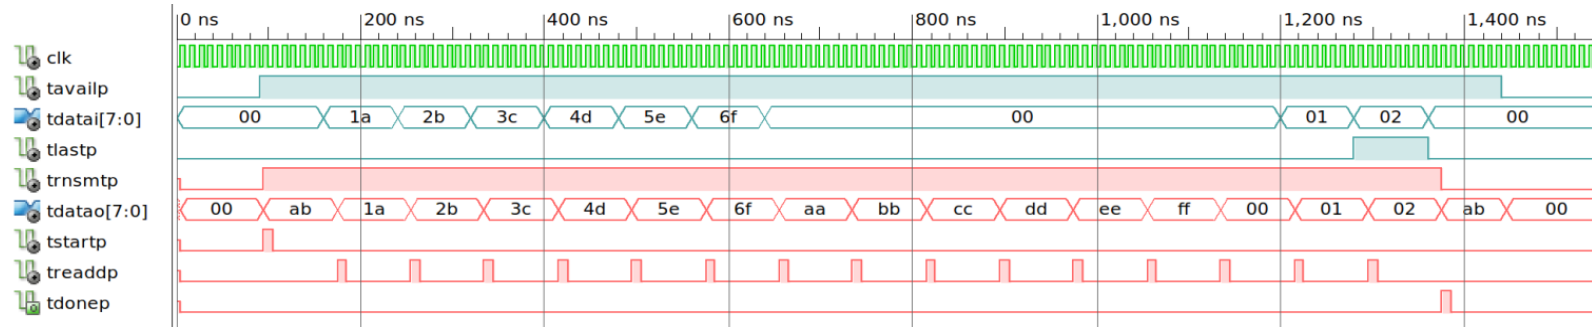 0 ns 200 ns 400 ns 600 ns 800 ns 1,000 ns 1,200 ns 1,400 ns
clk
tavailp
tdatai[7:0] 00 1a 2b 3c 4d 5e 6f 00 01 02 00
tlastp
trnsmtp
tdatao[7:0] 00 ab 1a 2b 3c 4d 5e 6f aa bb cc dd ee ff 00 01 02 ab 00
tstartp
treaddp
tdonep